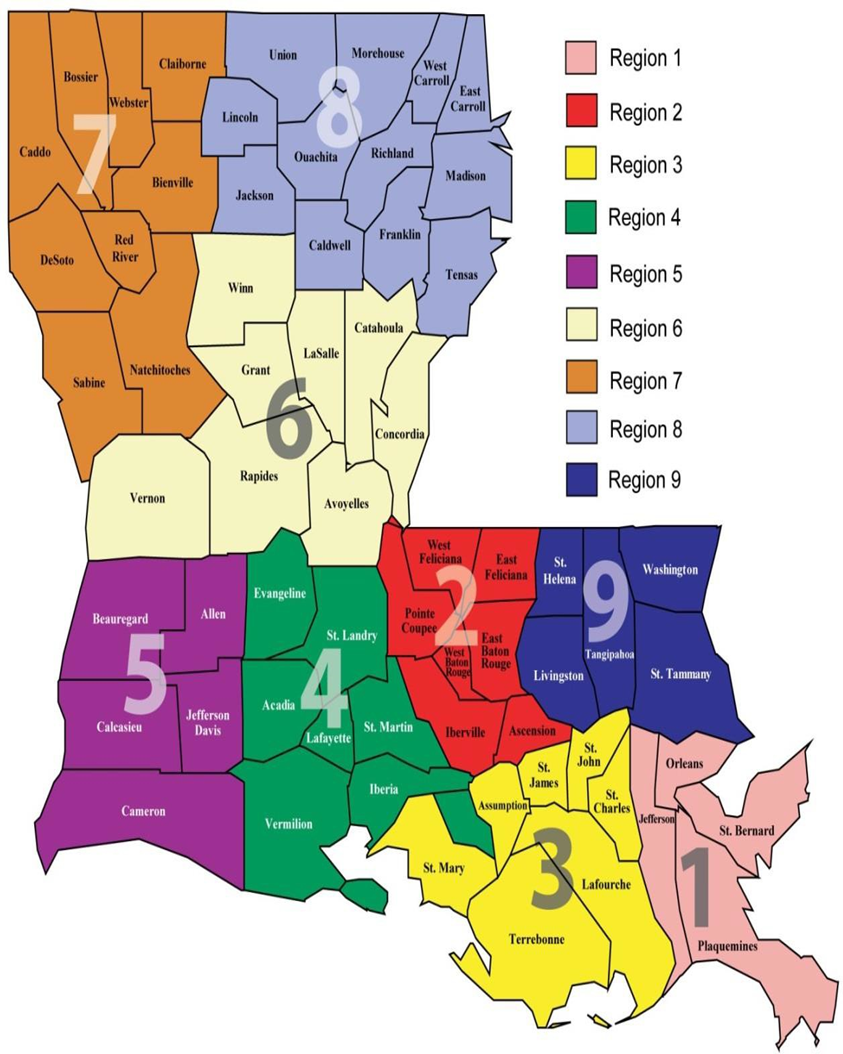 Claiborne
Union
Morehouse
West
Carroll
East
Carroll
Bossier
Webster
Lincoln
8
7
Caddo
Ouachita
Richland
Bienville
Jackson
Madison
Red
River
DeSoto
Caldwell
Franklin
Tensas
Winn
Catahoula
LaSalle
Grant
Natchitoches
Sabine
6
Concordia
Rapides
Vernon
Avoyelles
West
Feliciana
East
Feliciana
St.
Helena
Washington
Evangeline
2
9
Beauregard
Allen
Pointe
Coupee
St. Landry
East
Baton
Rouge
West
Baton
Rouge
Tangipahoa
5
4
Livingston
St. Tammany
Acadia
Calcasieu
Jefferson
Davis
Lafayette
St. Martin
Iberville
Ascension
St.
John
Orleans
St.
James
Iberia
Assumption
St.
Charles
Cameron
Vermilion
Jefferson
St. Bernard
3
1
St. Mary
Lafourche
Terrebonne
Plaquemines
Region 1
Region 2
Region 3
Region 4
Region 5
Region 6
Region 7
Region 8
Region 9